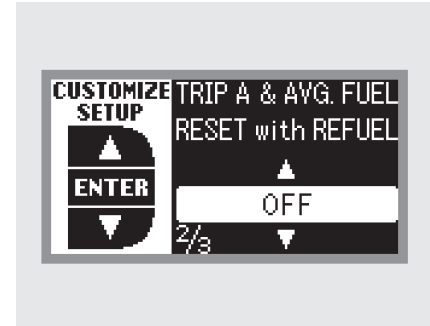 CUSTOMIZE
SETUP
ENTER
TRIP A & AVG. FUEL
RESET with REFUEL
OFF
2/3